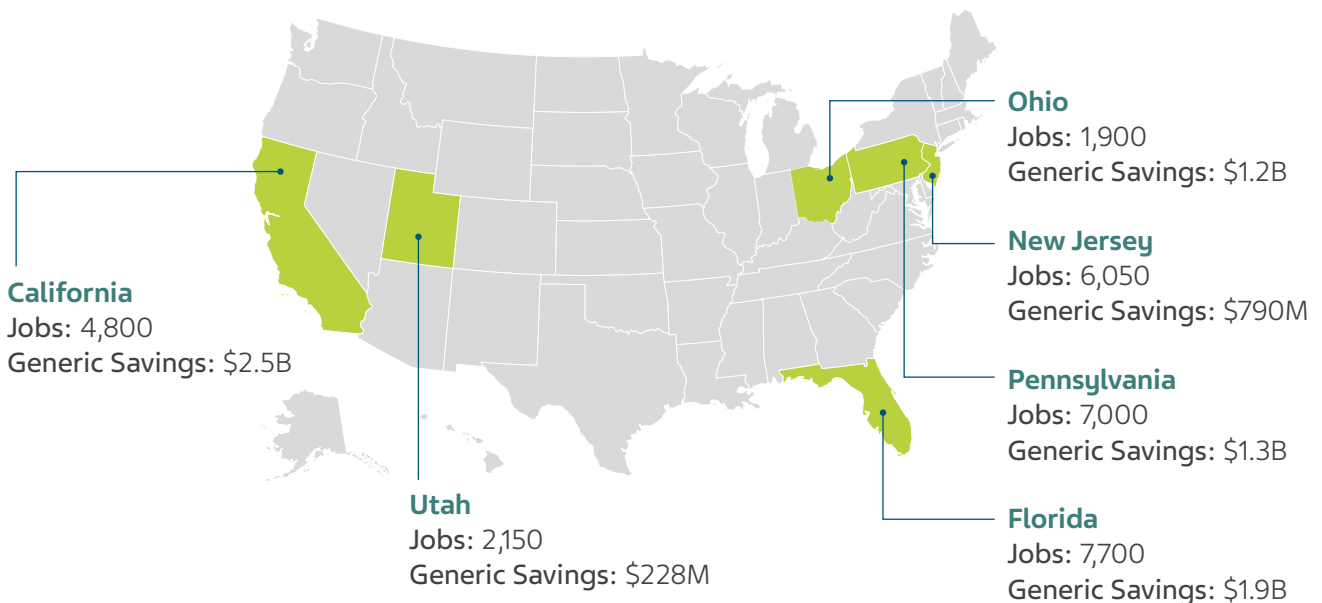 California
Jobs: 4,800
Generic Savings: $2.5B
Utah
Jobs: 2,150
Generic Savings: $228M
Ohio
Jobs: 1,900
Generic Savings: $1.2B
New Jersey
Jobs: 6,050
Generic Savings: $790M
Pennsylvania
Jobs: 7,000
Generic Savings: $1.3B
Florida
Jobs: 7,700
Generic Savings: $1.9B